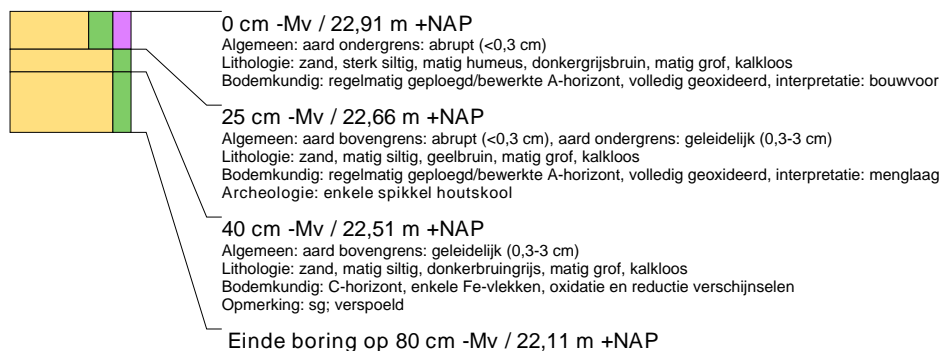 0 cm -Mv / 22,91 m +NAP
Algemeen: aard ondergrens: abrupt (<0,3 cm)
Lithologie: zand, sterk siltig, matig humeus, donkergrijsbruin, matig grof, kalkloos
Bodemkundig: regelmatig geploegd/bewerkte A-horizont, volledig geoxideerd, interpretatie: bouwvoor
25 cm -Mv / 22,66 m +NAP
Algemeen: aard bovengrens: abrupt (<0,3 cm), aard ondergrens: geleidelijk (0,3-3 cm)
Lithologie: zand, matig siltig, geelbruin, matig grof, kalkloos
Bodemkundig: regelmatig geploegd/bewerkte A-horizont, volledig geoxideerd, interpretatie: menglaag
Archeologie: enkele spikkel houtskool
40 cm -Mv / 22,51 m +NAP
Algemeen: aard bovengrens: geleidelijk (0,3-3 cm)
Lithologie: zand, matig siltig, donkerbruingrijs, matig grof, kalkloos
Bodemkundig: C-horizont, enkele Fe-vlekken, oxidatie en reductie verschijnselen
Opmerking: sg; verspoeld
Einde boring op 80 cm -Mv / 22,11 m +NAP